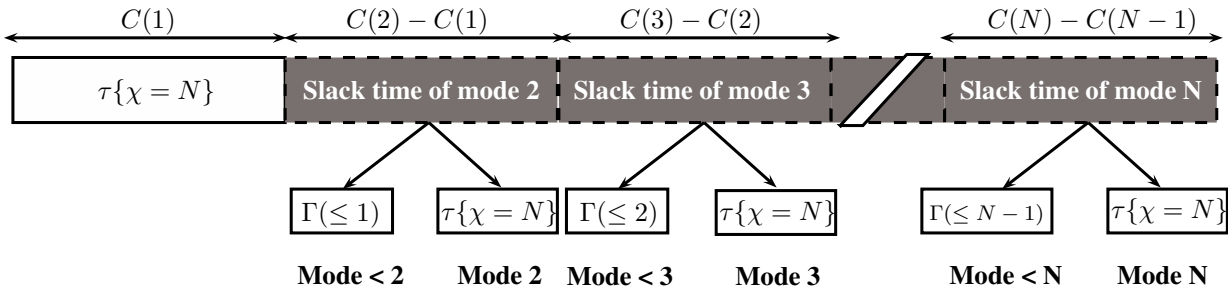 C(1) C(2) − C(1) C(3) − C(2) C(N) − C(N − 1)
τ{χ = N} Slack time of mode 2 Slack time of mode 3 Slack time of mode N
Γ(≤ 1) τ{χ = N} Γ(≤ 2) τ{χ = N} Γ(≤ N − 1) τ{χ = N}
Mode < 2 Mode 2 Mode < 3 Mode 3 Mode < N Mode N